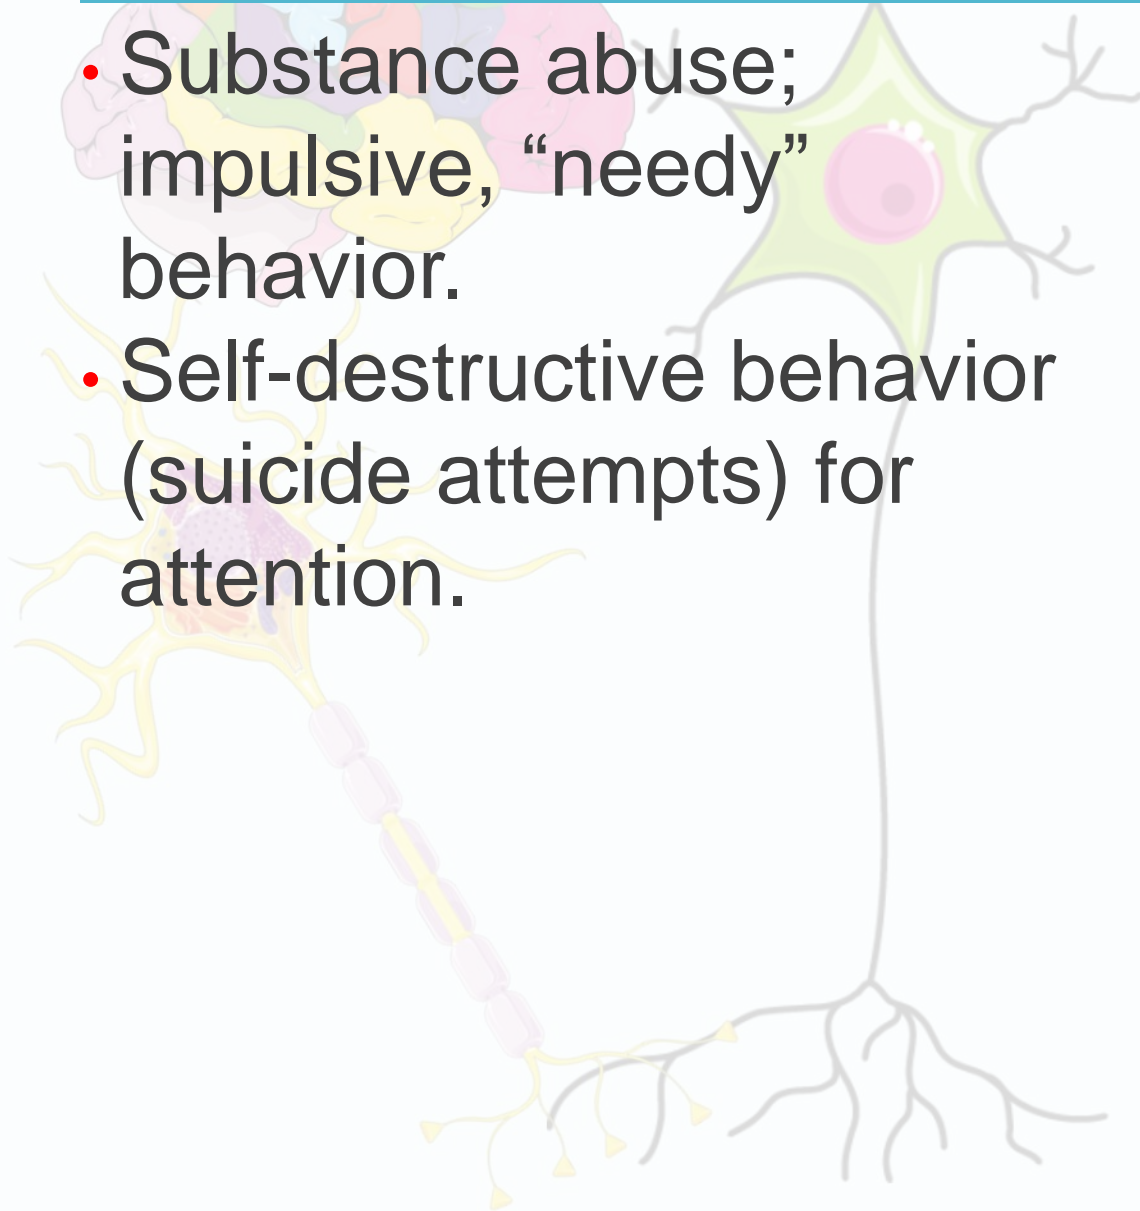 • Substance abuse;
impulsive, “needy”
behavior.
• Self-destructive behavior
(suicide attempts) for
attention.